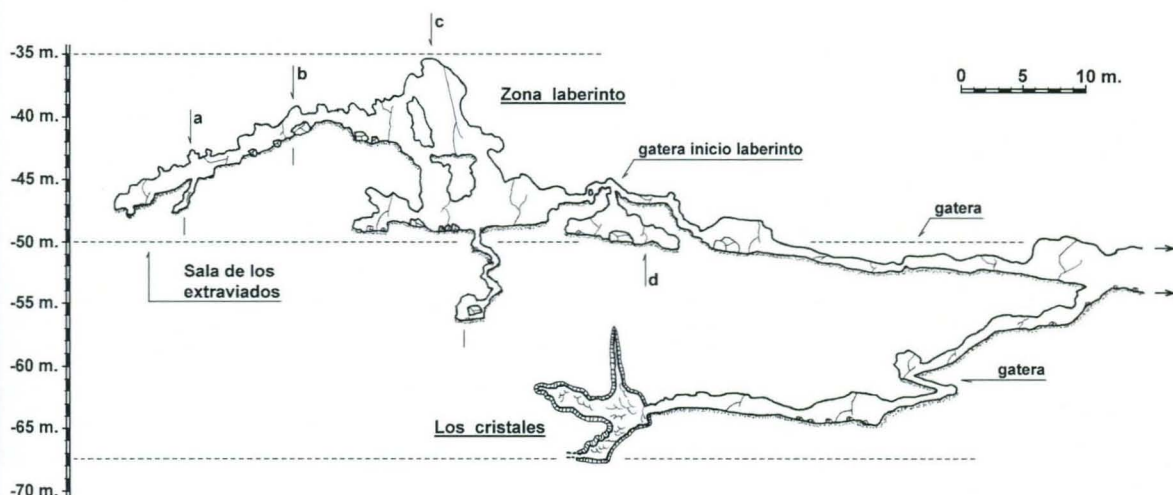 c
-35 m.
b
0 5 10 m.
Zona laberinto
-40 m.
a
gatera inicio laberinto
-45 m.
gatera
-50 m.
Sala de los
extraviados
d
-55 m.
-60 m.
gatera
Los cristales
-65 m.
-70 m.